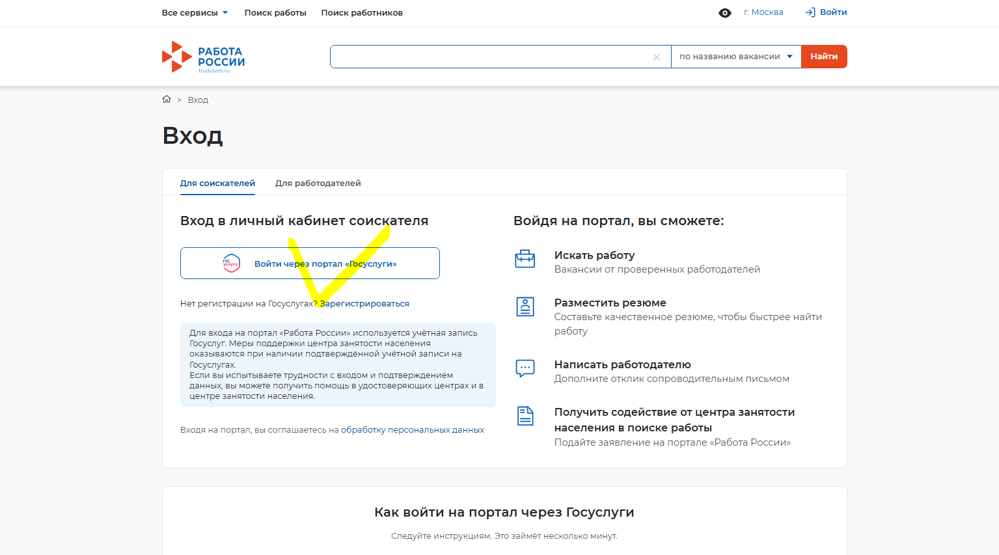 Все сервисы
Поиск работы
Поиск работников
г. Москва
Войти
РАБОТА
РОССИИ
trudvsem.ru
по названию вакансии
Найти
> Вход
Вход
Для соискателей
Для работодателей
Вход в личный кабинет соискателя
гос
услуги
Войти через портал «Госуслуги»
Нет регистрации на Госуслугах? Зарегистрироваться
Для входа на портал «Работа России» используется учётная запись
Госуслуг. Меры поддержки центра занятости населения
оказываются при наличии подтверждённой учётной записи на
Госуслугах.
Если вы испытываете трудности с входом и подтверждением
данных, вы можете получить помощь в удостоверяющих центрах и в
центре занятости населения.
Входя на портал, вы соглашаетесь на обработку персональных данных
Войдя на портал, вы сможете:
Искать работу
Вакансии от проверенных работодателей
Разместить резюме
Составьте качественное резюме, чтобы быстрее найти
работу
Написать работодателю
Дополните отклик сопроводительным письмом
Получить содействие от центра занятости
населения в поиске работы
Подайте заявление на портале «Работа России»
Как войти на портал через Госуслуги
Следуйте инструкциям. Это займёт несколько минут.